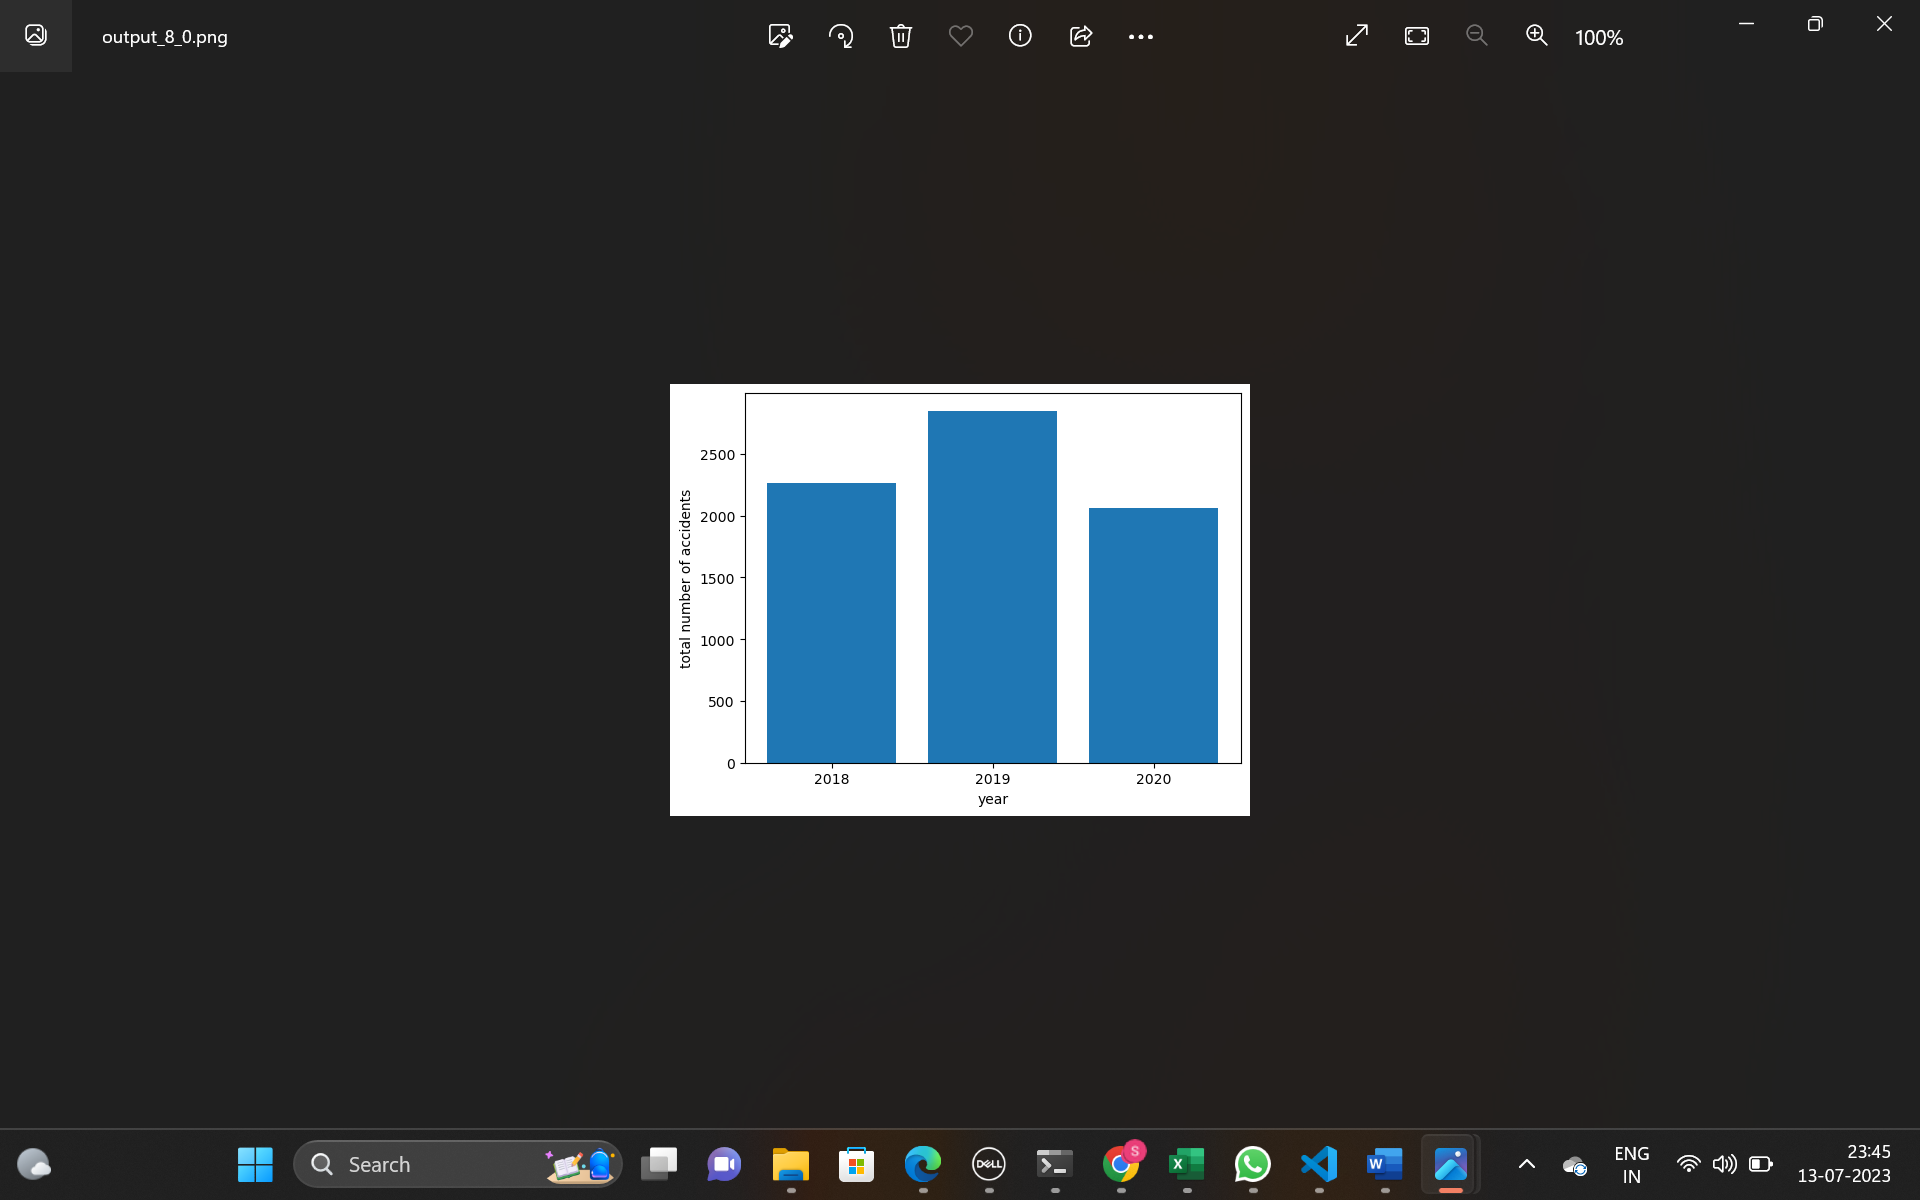 output_8_0.png
100%
2500
2000
1500
1000
500
0
total number of accidents
2018 2019 2020
year
Search
DELL
S
X
W
ENG
IN
23:45
13-07-2023